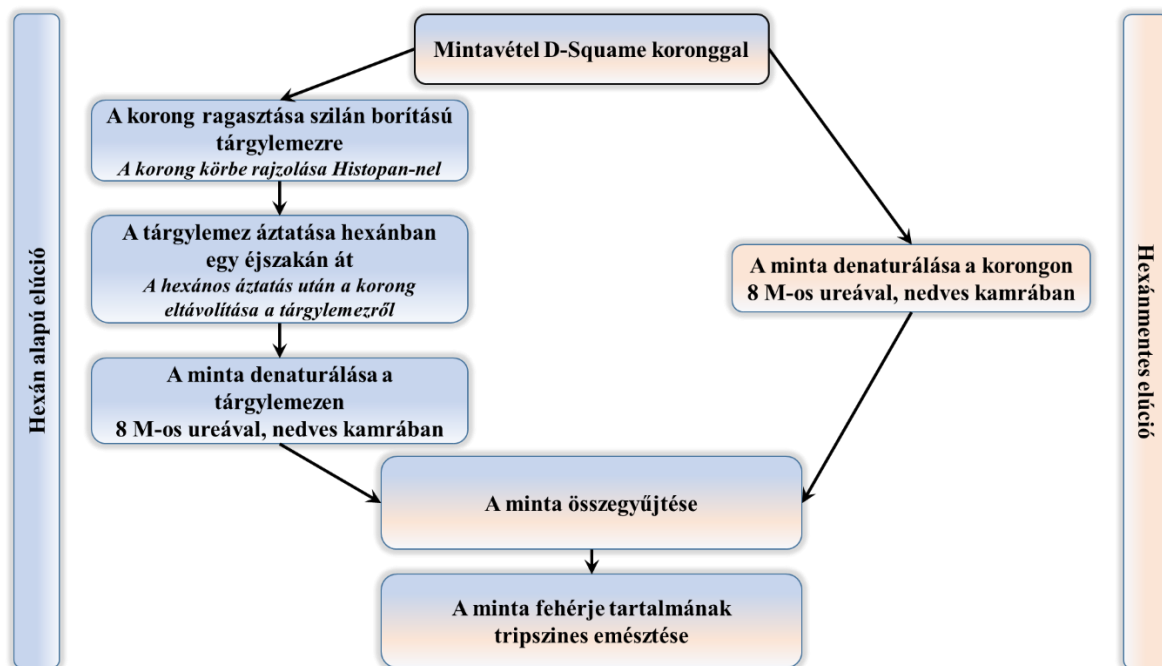 Mintavétel D-Squame koronggal
A korong ragasztása szilán borítású
tárgylemezre
A korong körbe rajzolása Histopan-nel
A tárgylemez áztatása hexánban
egy éjszakán át
A hexános áztatás után a korong
eltávolítása a tárgylemezről
A minta denaturálása a
tárgylemezen
8 M-os ureával, nedves kamrában
A minta denaturálása a korongon
8 M-os ureával, nedves kamrában
A minta összegyűjtése
A minta fehérje tartalmának
tripszines emésztése
Hexán alapú elúció
Hexánmentes elúció